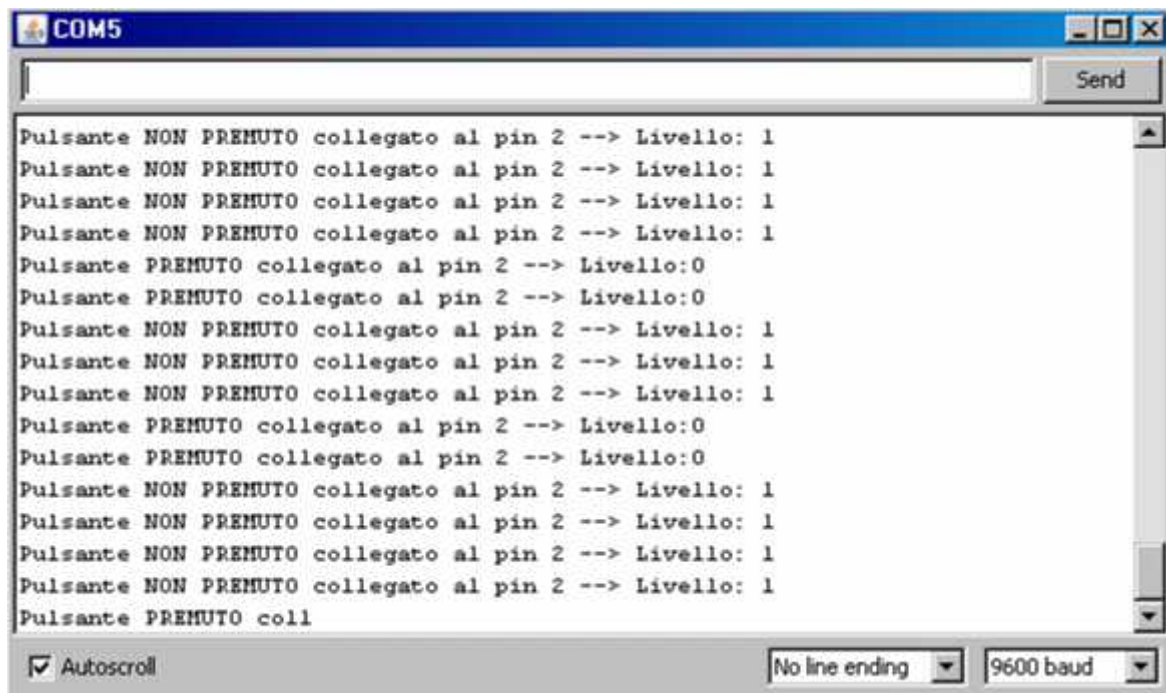 COM5
Send
Pulsante NON PREMUTO collegato al pin 2 --> Livello: 1
Pulsante NON PREMUTO collegato al pin 2 --> Livello: 1
Pulsante NON PREMUTO collegato al pin 2 --> Livello: 1
Pulsante NON PREMUTO collegato al pin 2 --> Livello: 1
Pulsante PREMUTO collegato al pin 2 --> Livello:0
Pulsante PREMUTO collegato al pin 2 --> Livello:0
Pulsante NON PREMUTO collegato al pin 2 --> Livello: 1
Pulsante NON PREMUTO collegato al pin 2 --> Livello: 1
Pulsante NON PREMUTO collegato al pin 2 --> Livello: 1
Pulsante PREMUTO collegato al pin 2 --> Livello:0
Pulsante PREMUTO collegato al pin 2 --> Livello:0
Pulsante NON PREMUTO collegato al pin 2 --> Livello: 1
Pulsante NON PREMUTO collegato al pin 2 --> Livello: 1
Pulsante NON PREMUTO collegato al pin 2 --> Livello: 1
Pulsante NON PREMUTO collegato al pin 2 --> Livello: 1
Pulsante PREMUTO coll
Autoscroll No line ending 9600 baud